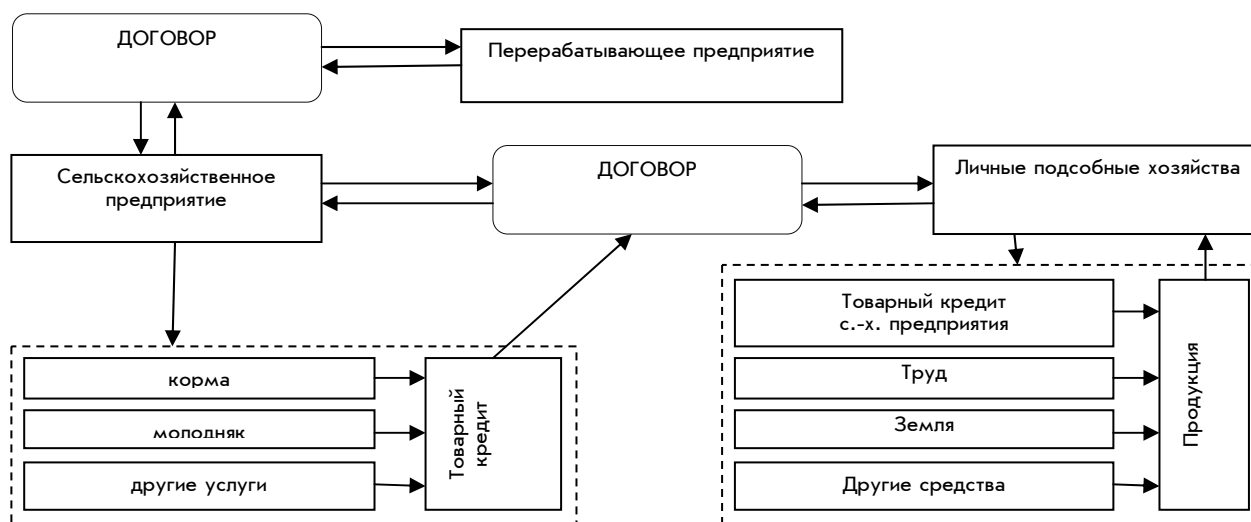 ДОГОВОР
Перерабатывающее предприятие
Сельскохозяйственное
предприятие
ДОГОВОР
Личные подсобные хозяйства
корма
молодняк
другие услуги
Товарный
кредит
Товарный кредит
с.-х. предприятия
Труд
Земля
Другие средства
Продукция